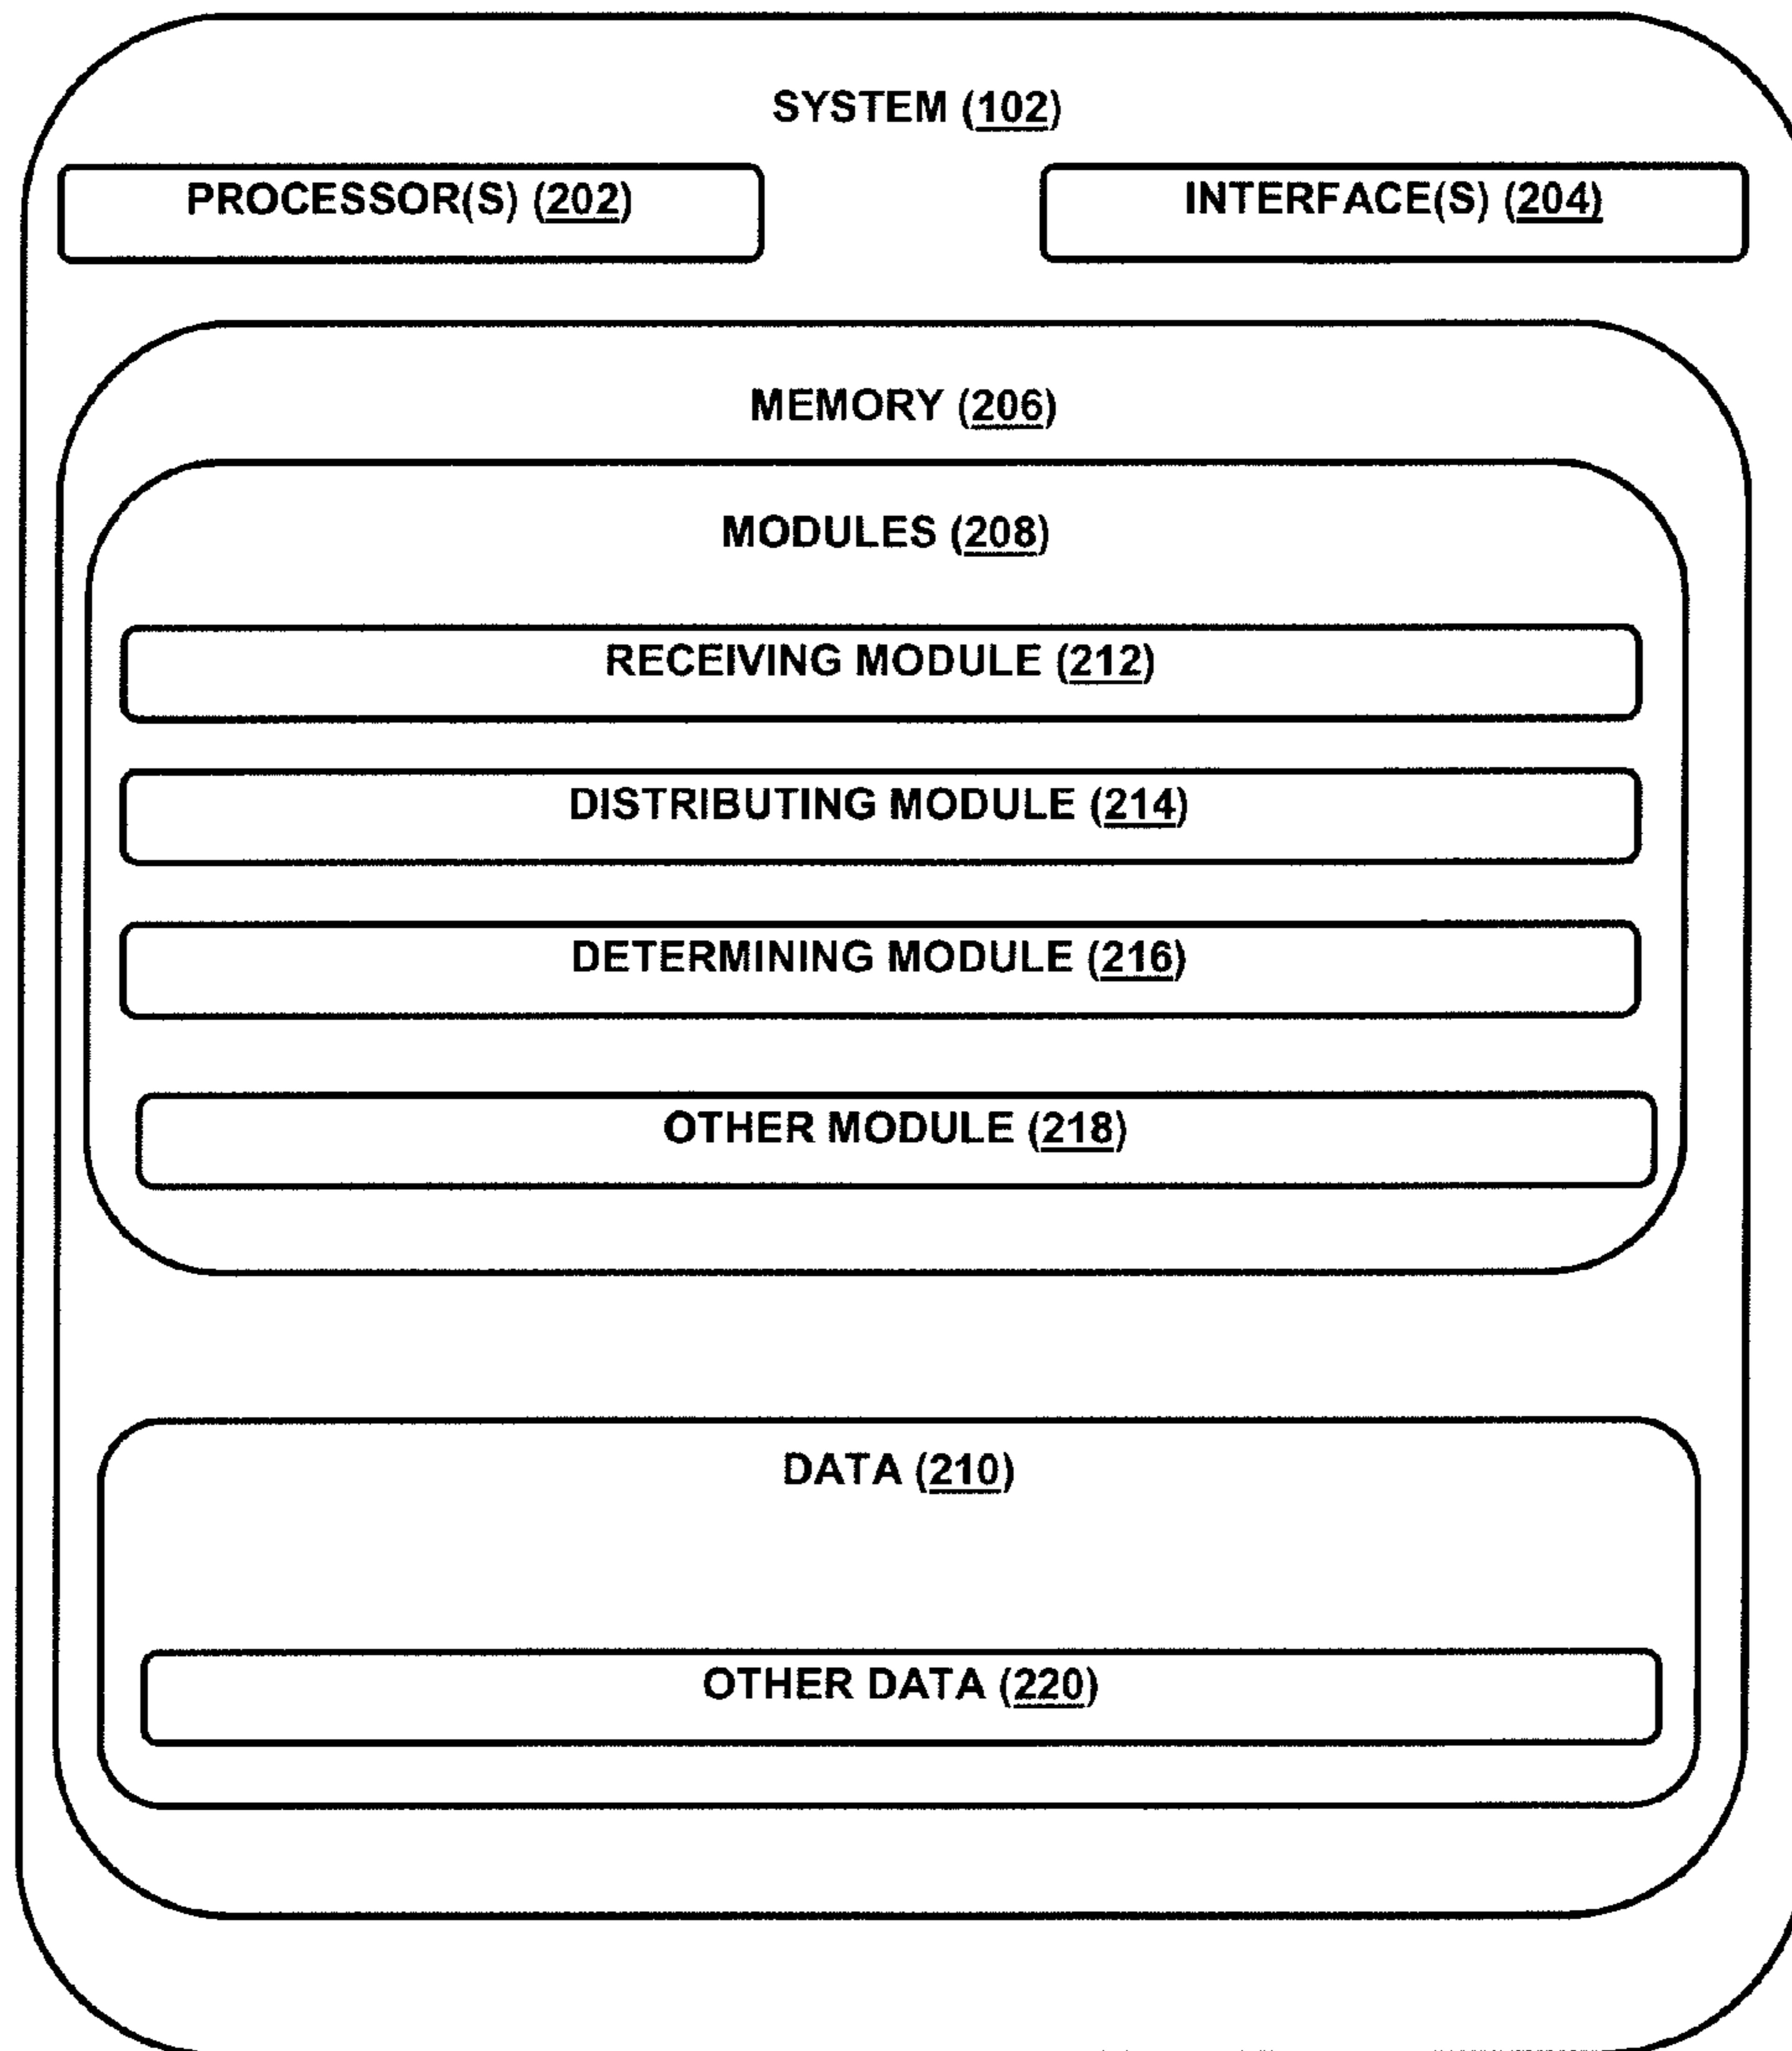 SYSTEM (102)
PROCESSOR(S) (202)
INTERFACE(S) (204)
MEMORY (206)
MODULES (208)
RECEIVING MODULE (212)
DISTRIBUTING MODULE (214)
DETERMINING MODULE (216)
OTHER MODULE (218)
DATA (210)
OTHER DATA (220)